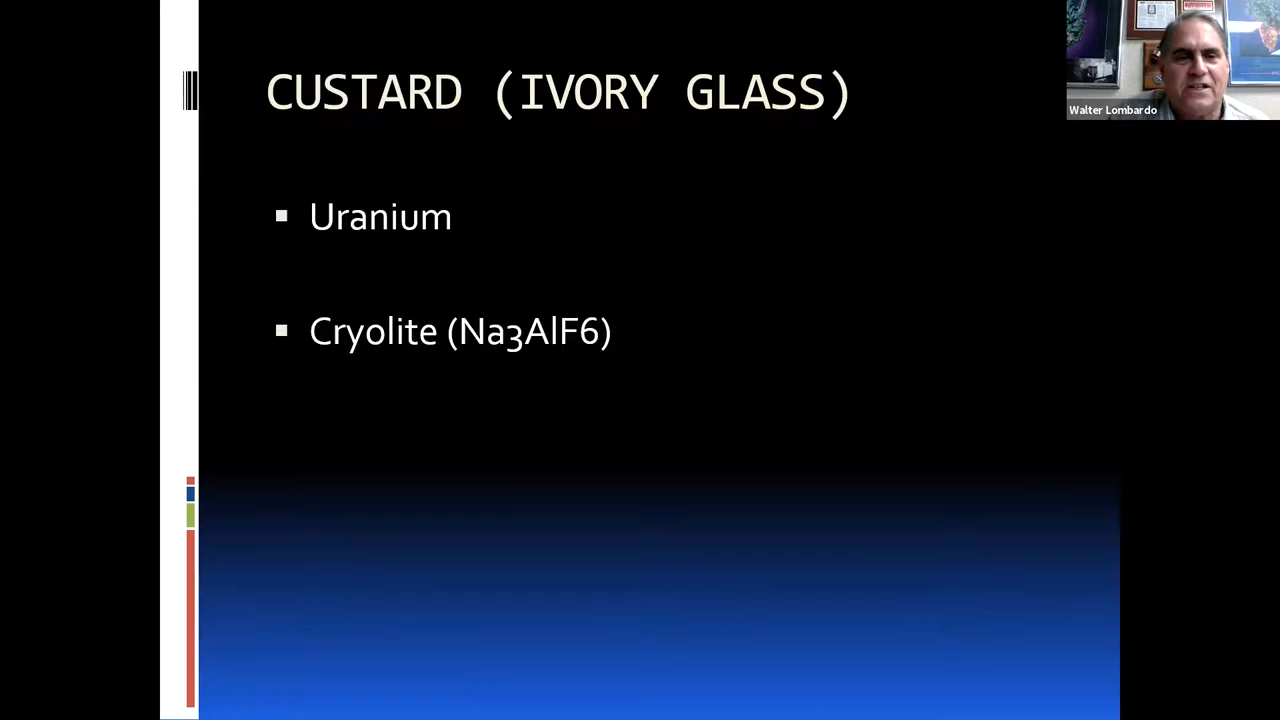 CUSTARD (IVORY GLASS)
Walter Lombardo
Uranium
Cryolite (Na3AlF6)